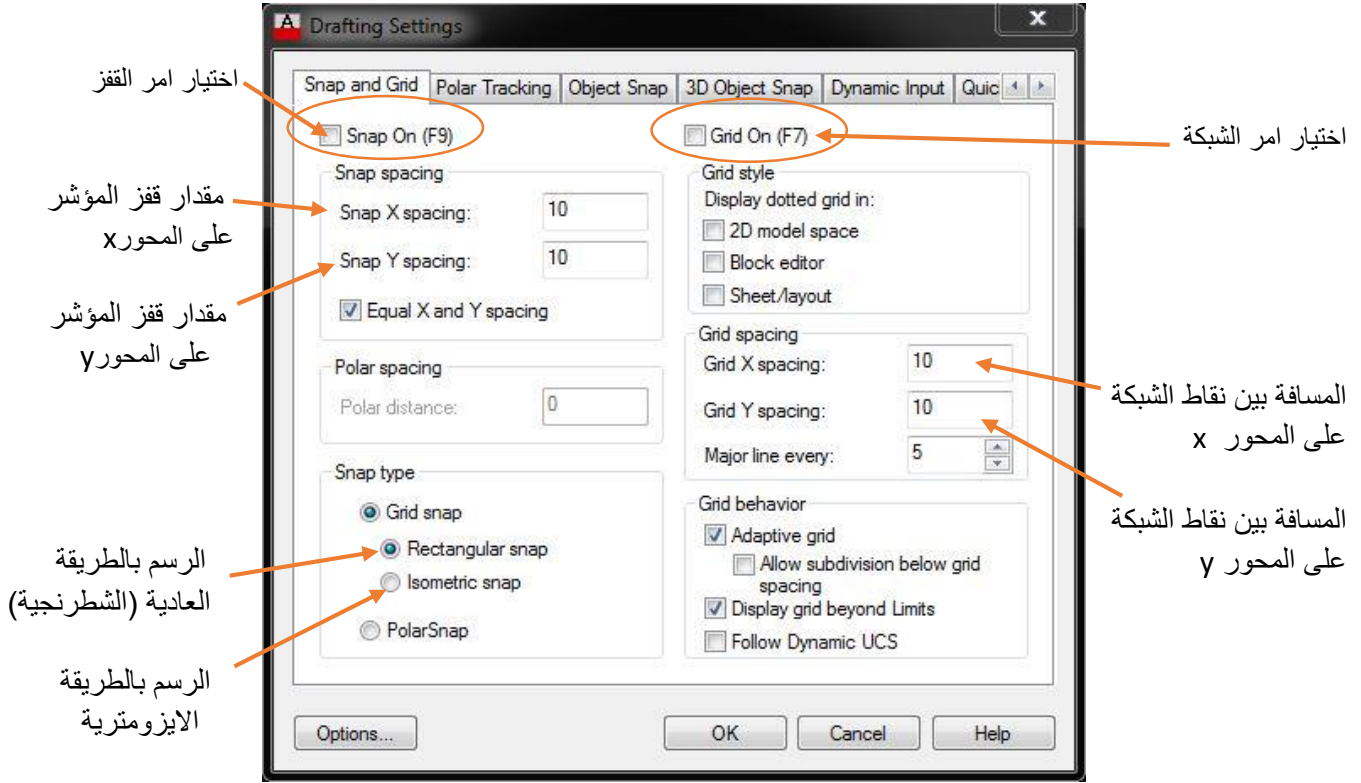 Drafting Settings
Snap and Grid
Polar Tracking
Object Snap
3D Object Snap
Dynamic Input
Quic
اختيار امر القفز
Snap On (F9)
Grid On (F7)
اختيار امر الشبكة
Snap spacing
مقدار قفز المؤشر
على المحورx
Snap X spacing:
10
Snap Y spacing:
10
مقدار قفز المؤشر
على المحورy
Equal X and Y spacing
Polar spacing
Polar distance:
0
Snap type
Grid snap
Rectangular snap
الرسم بالطريقة
العادية (الشطرنجية)
Isometric snap
الرسم بالطريقة
الايزومترية
PolarSnap
Grid style
Display dotted grid in:
2D model space
Block editor
Sheet/layout
Grid spacing
Grid X spacing:
10
المسافة بين نقاط الشبكة
على المحور x
Grid Y spacing:
10
المسافة بين نقاط الشبكة
على المحور y
Major line every:
5
Grid behavior
Adaptive grid
Allow subdivision below grid
spacing
Display grid beyond Limits
Follow Dynamic UCS
Options...
OK
Cancel
Help